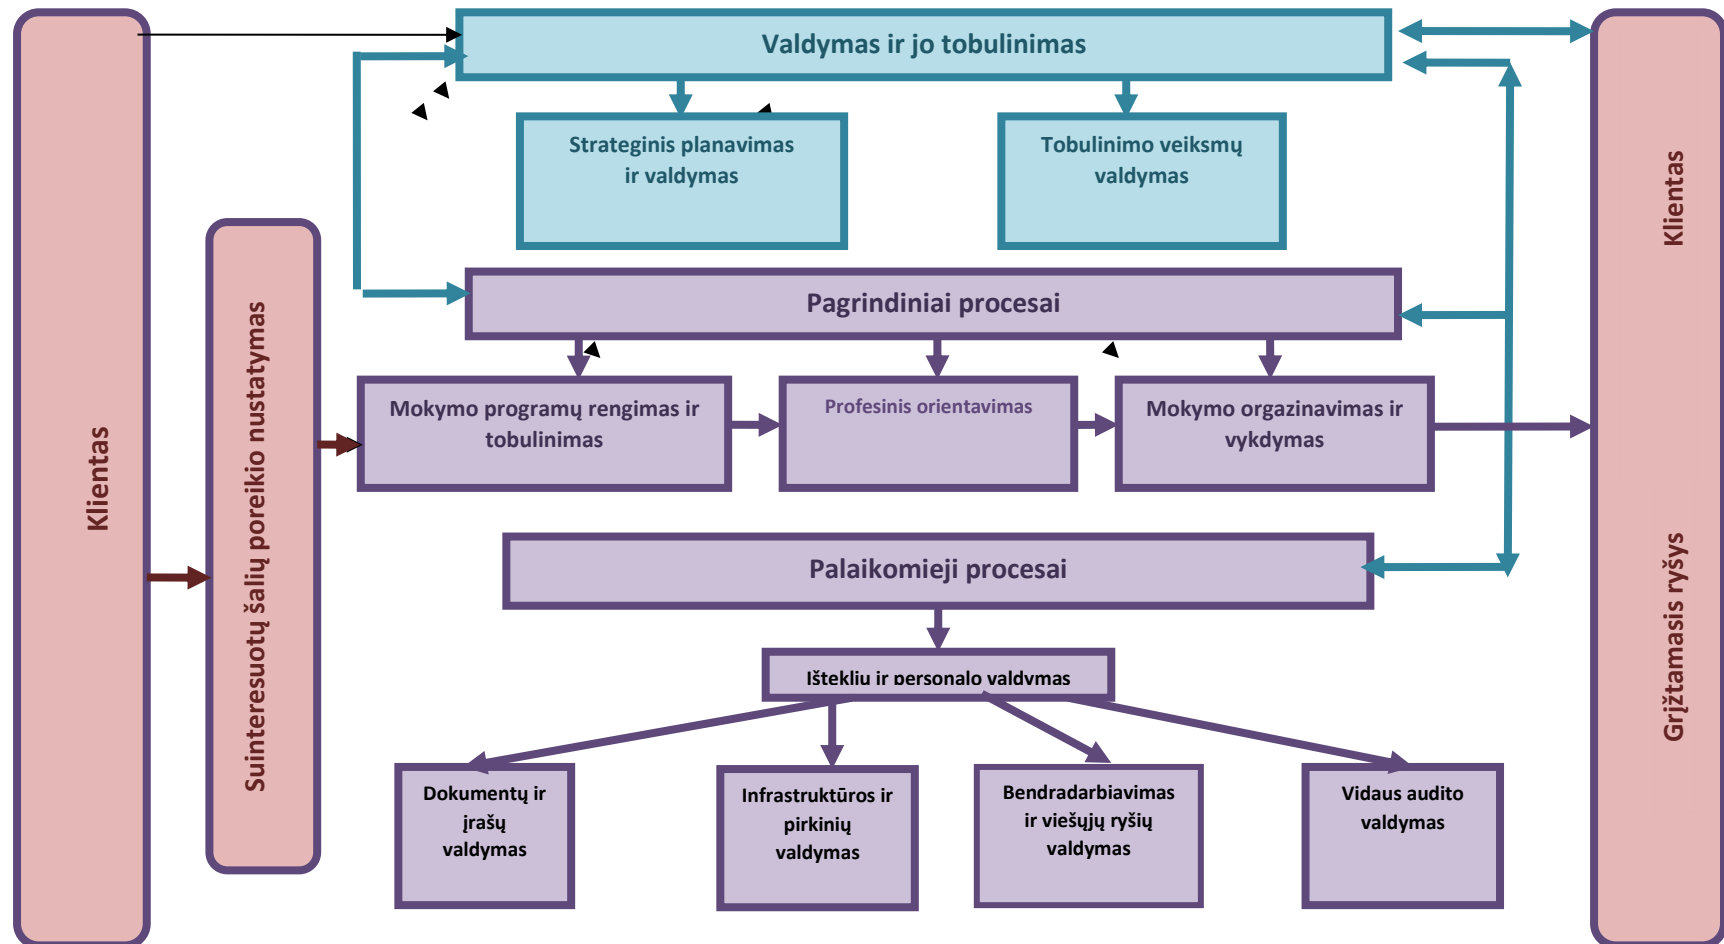 Valdymas ir jo tobulinimas
Strateginis planavimas
ir valdymas
Tobulinimo veiksmų
valdymas
Klientas
Suinteresuotų šalių poreikio nustatymas
Pagrindiniai procesai
Mokymo programų rengimas ir
tobulinimas
Profesinis orientavimas
Mokymo orgazinavimas ir
vykdymas
Palaikomieji procesai
Išteklių ir personalo valdymas
Dokumentų ir
įrašų
valdymas
Infrastruktūros ir
pirkinių
valdymas
Bendradarbiavimas
ir viešųjų ryšių
valdymas
Vidaus audito
valdymas
Klientas
Grįžtamasis ryšys